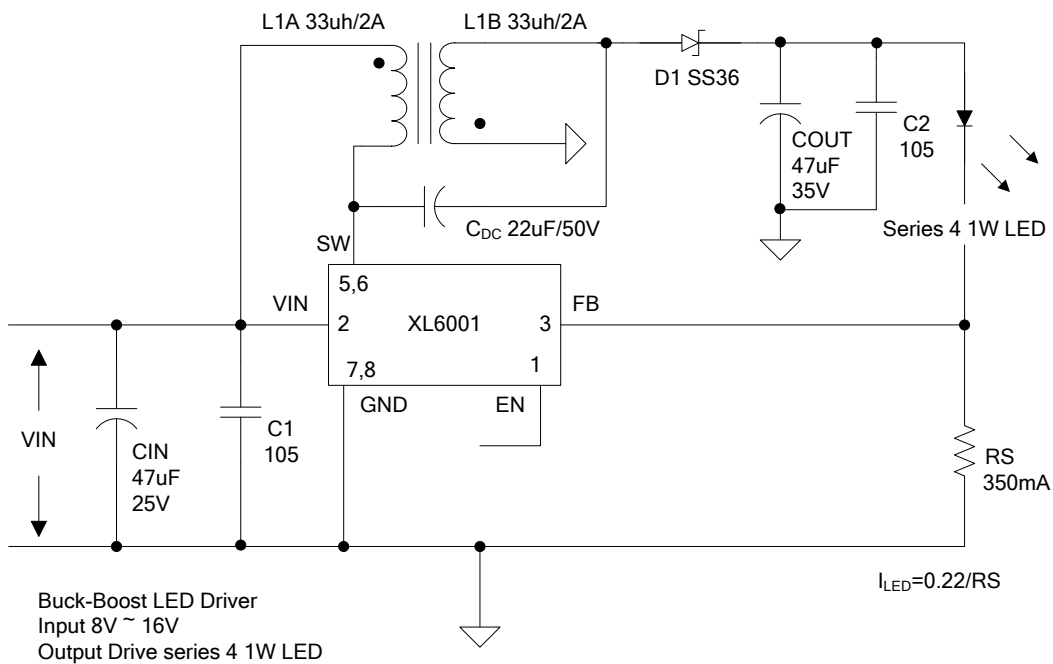 L1A 33uh/2A
L1B 33uh/2A
D1 SS36
COUT
47uF
35V
C2
105
C_DC 22uF/50V
Series 4 1W LED
SW
5,6
VIN
2
XL6001
3
FB
7,8
1
GND
EN
VIN
CIN
47uF
25V
C1
105
RS
350mA
I_LED=0.22/RS
Buck-Boost LED Driver
Input 8V ~ 16V
Output Drive series 4 1W LED